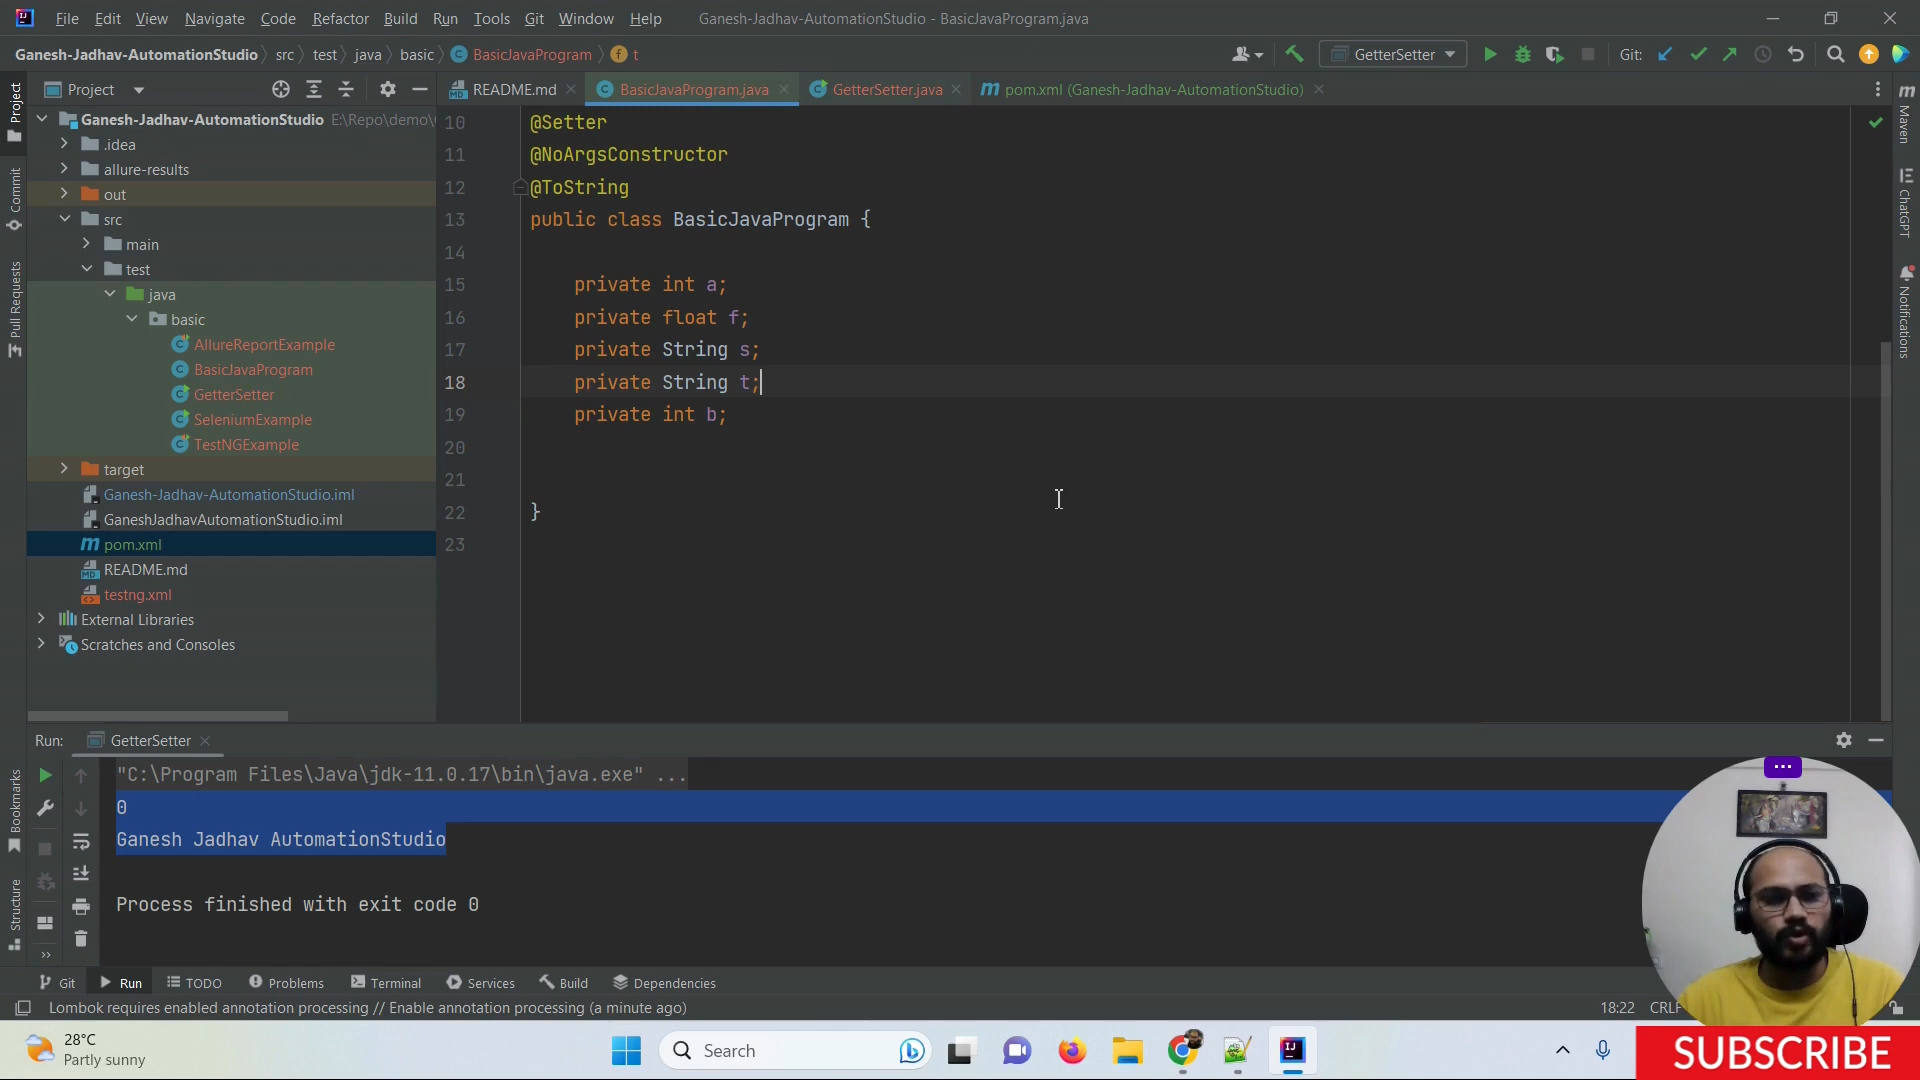 File Edit View Navigate Code Refactor Build Run Tools Git Window Help Ganesh-Jadhav-AutomationStudio - BasicJavaProgram.java
Ganesh-Jadhav-AutomationStudio src test java basic BasicJavaProgram t GetterSetter Git:
Project README.md BasicJavaProgram.java GetterSetter.java pom.xml (Ganesh-Jadhav-AutomationStudio)
Ganesh-Jadhav-AutomationStudio E:\Repo\demo\
.idea
allure-results
out
src
main
test
java
basic
AllureReportExample
BasicJavaProgram
GetterSetter
SeleniumExample
TestNGExample
target
Ganesh-Jadhav-AutomationStudio.iml
GaneshJadhavAutomationStudio.iml
pom.xml
README.md
testng.xml
External Libraries
Scratches and Consoles
10 @Setter
11 @NoArgsConstructor
12 @ToString
13 public class BasicJavaProgram {
14
15 private int a;
16 private float f;
17 private String s;
18 private String t;
19 private int b;
20
21
22 }
23
Project
Commit
Pull Requests
Bookmarks
Structure
Maven
ChatGPT
Notifications
Run: GetterSetter
"C:\Program Files\Java\jdk-11.0.17\bin\java.exe" ...
0
Ganesh Jadhav AutomationStudio
Process finished with exit code 0
Git Run TODO Problems Terminal Services Build Dependencies
Lombok requires enabled annotation processing // Enable annotation processing (a minute ago) 18:22 CRLF
28°C
Partly sunny
Search
SUBSCRIBE